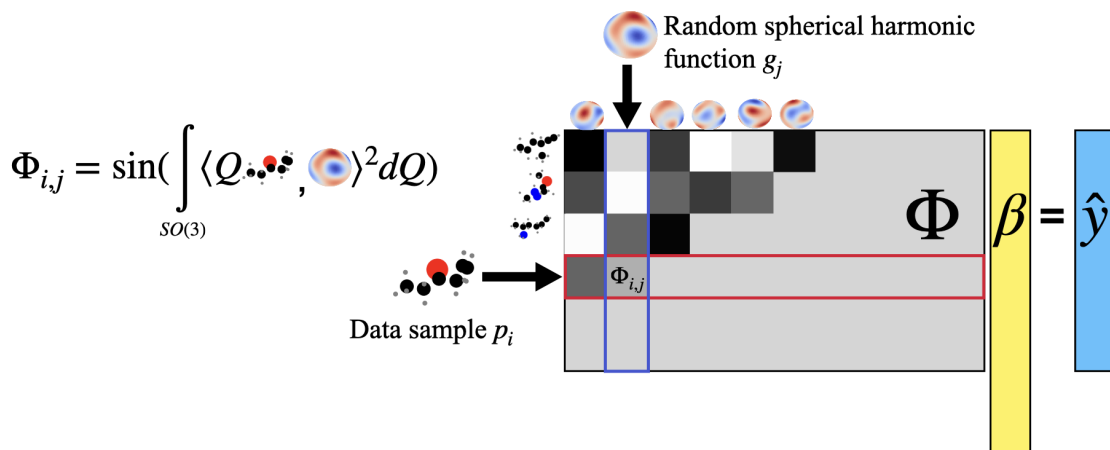 Random spherical harmonic
function g_j
Φ_{i,j} = sin( ∫_{SO(3)} ⟨Q , ⟩² dQ)
Φ β = ŷ
Φ_{i,j}
Data sample p_i